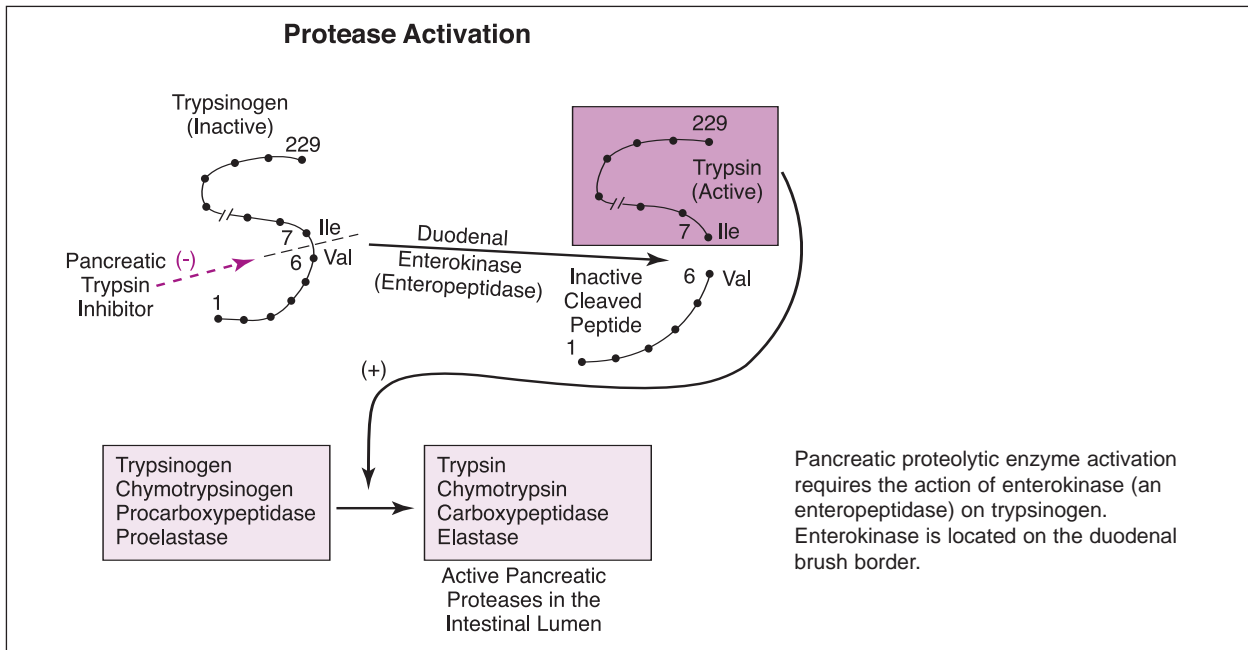 Protease Activation
Trypsinogen
(Inactive)
229
7
Ile
6
Val
1
Pancreatic (-)
Trypsin
Inhibitor
Duodenal
Enterokinase
(Enteropeptidase)
229
Trypsin
(Active)
7
Ile
6
Val
Inactive
Cleaved
Peptide
1
(+)
Trypsinogen
Chymotrypsinogen
Procarboxypeptidase
Proelastase
Trypsin
Chymotrypsin
Carboxypeptidase
Elastase
Active Pancreatic
Proteases in the
Intestinal Lumen
Pancreatic proteolytic enzyme activation
requires the action of enterokinase (an
enteropeptidase) on trypsinogen.
Enterokinase is located on the duodenal
brush border.